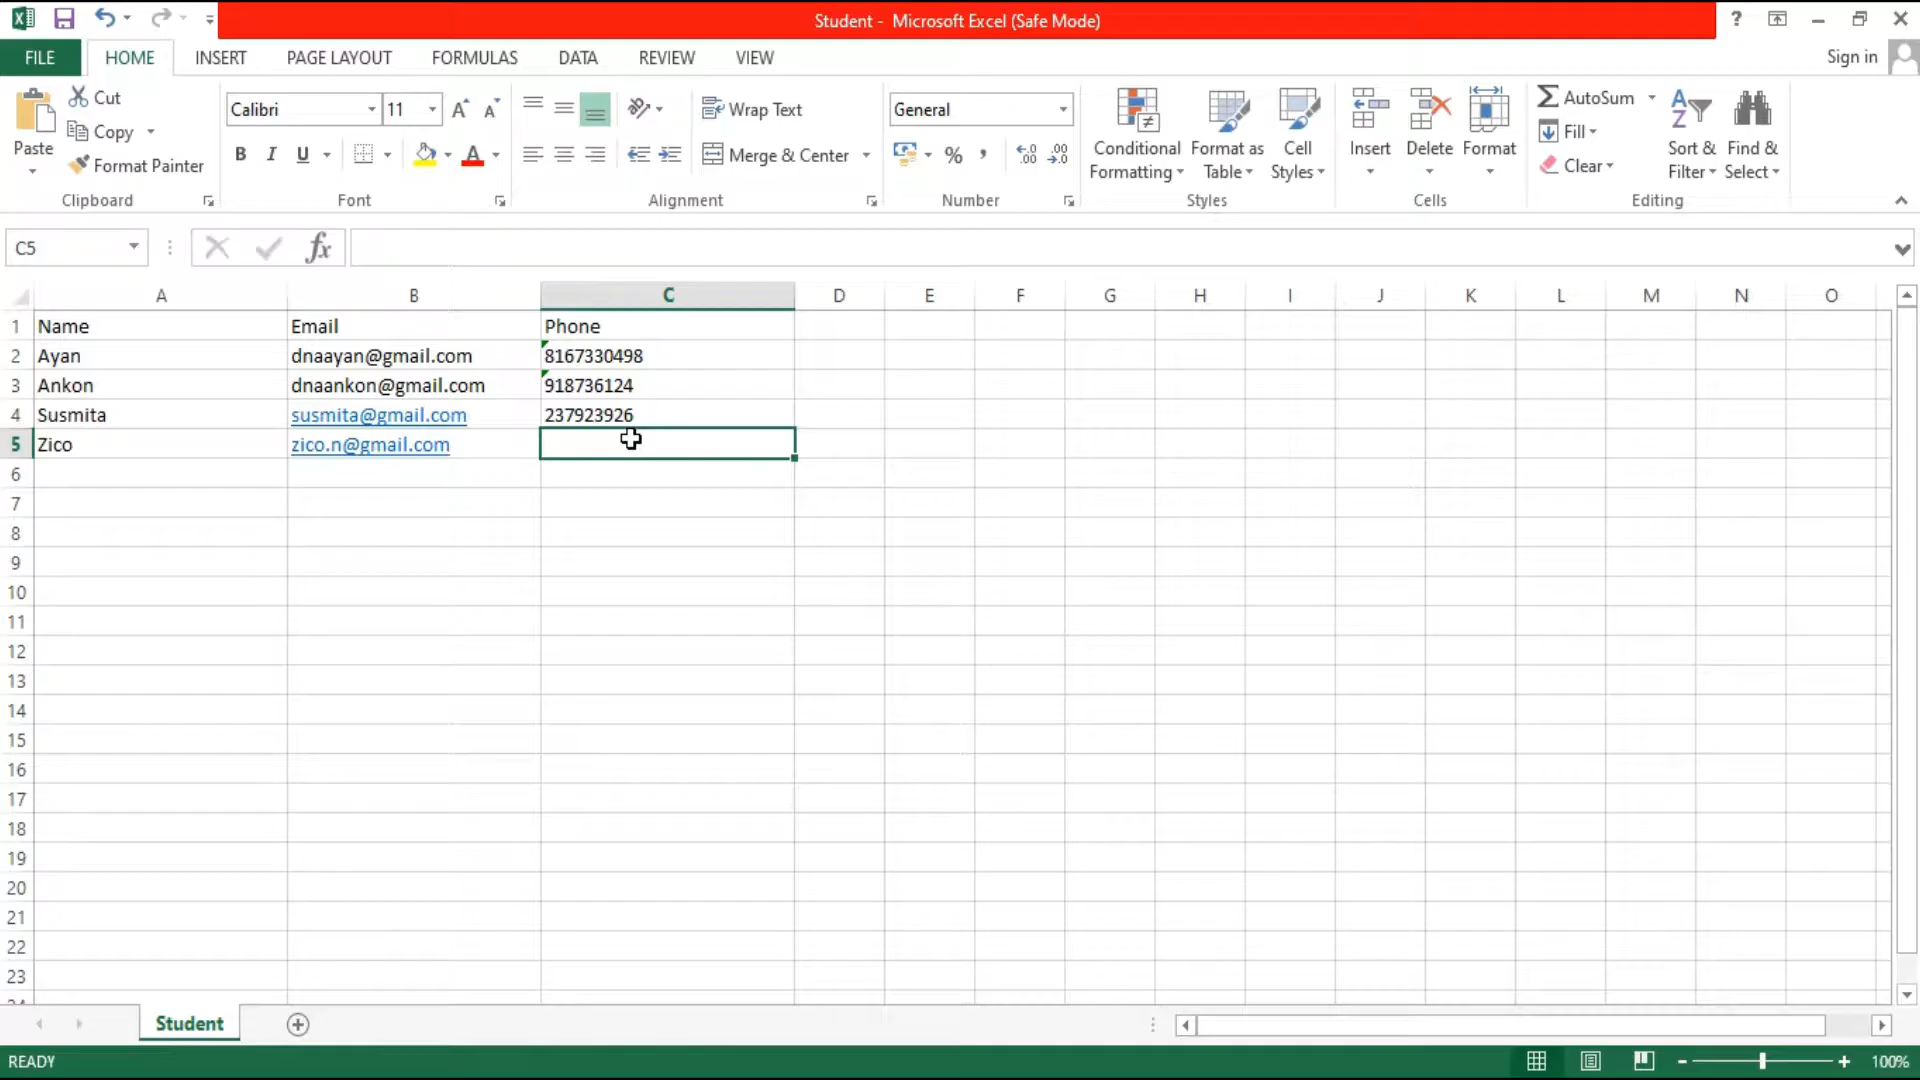 Student - Microsoft Excel (Safe Mode)
?
FILE HOME INSERT PAGE LAYOUT FORMULAS DATA REVIEW VIEW Sign in
Paste
Cut
Copy
Format Painter
Clipboard
Calibri 11
B I U
Font
Wrap Text
Merge & Center
Alignment
General
%
Number
Conditional Formatting
Format as Table
Cell Styles
Styles
Insert
Delete
Format
Cells
AutoSum
Fill
Clear
Sort & Filter
Find & Select
Editing
C5 fx
A B C D E F G H I J K L M N O
1 Name Email Phone
2 Ayan dnaayan@gmail.com 8167330498
3 Ankon dnaankon@gmail.com 918736124
4 Susmita susmita@gmail.com 237923926
5 Zico zico.n@gmail.com
6
7
8
9
10
11
12
13
14
15
16
17
18
19
20
21
22
23
Student
READY 100%